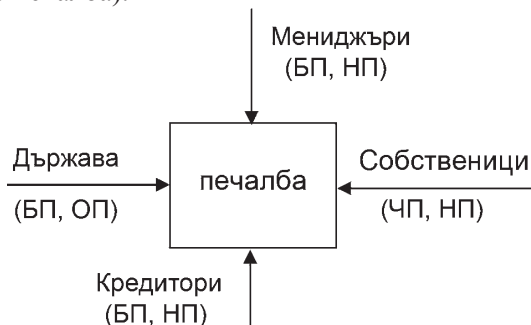 Мениджъри
(БП, НП)
Държава
(БП, ОП)
печалба
Собственици
(ЧП, НП)
Кредитори
(БП, НП)